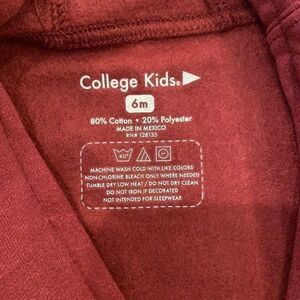 College Kids®
6m
80% Cotton • 20% Polyester
MADE IN MEXICO
RN# 128135
40°
MACHINE WASH COLD WITH LIKE COLORS
NON-CHLORINE BLEACH ONLY WHERE NEEDED
TUMBLE DRY LOW HEAT / DO NOT DRY CLEAN
DO NOT IRON IF DECORATED
NOT INTENDED FOR SLEEPWEAR